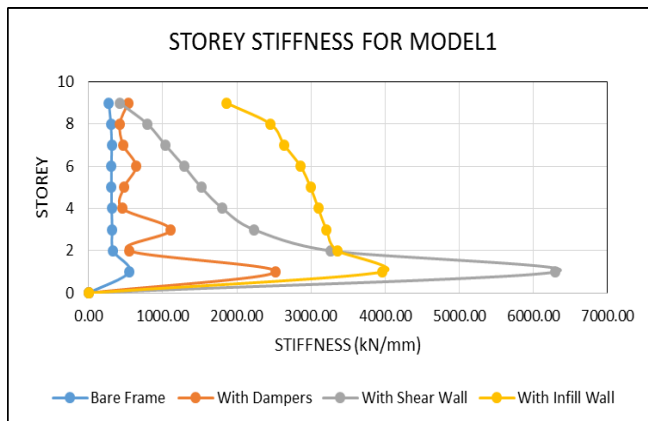 STOREY STIFFNESS FOR MODEL1
10
8
6
4
2
0
STOREY
0.00 1000.00 2000.00 3000.00 4000.00 5000.00 6000.00 7000.00
STIFFNESS (kN/mm)
Bare Frame With Dampers With Shear Wall With Infill Wall